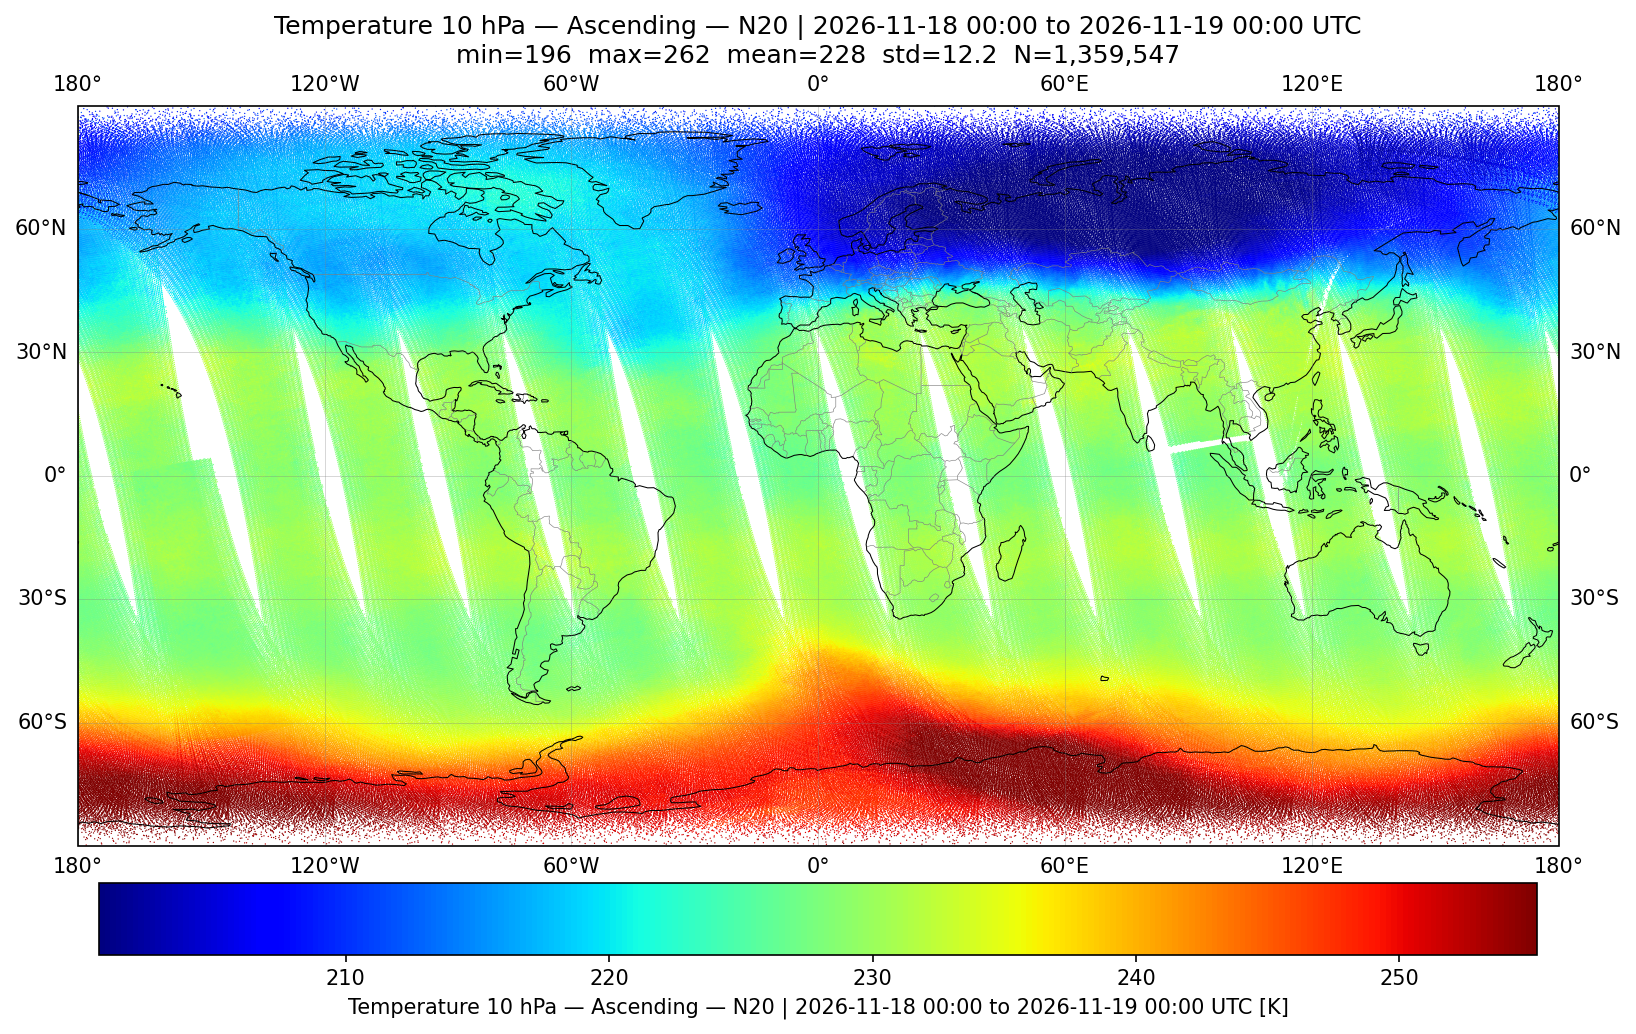 Temperature 10 hPa — Ascending — N20 | 2026-11-18 00:00 to 2026-11-19 00:00 UTC
min=196  max=262  mean=228  std=12.2  N=1,359,547
180° 120°W 60°W 0° 60°E 120°E 180°
60°N 60°N
30°N 30°N
0° 0°
30°S 30°S
60°S 60°S
180° 120°W 60°W 0° 60°E 120°E 180°
210 220 230 240 250
Temperature 10 hPa — Ascending — N20 | 2026-11-18 00:00 to 2026-11-19 00:00 UTC [K]